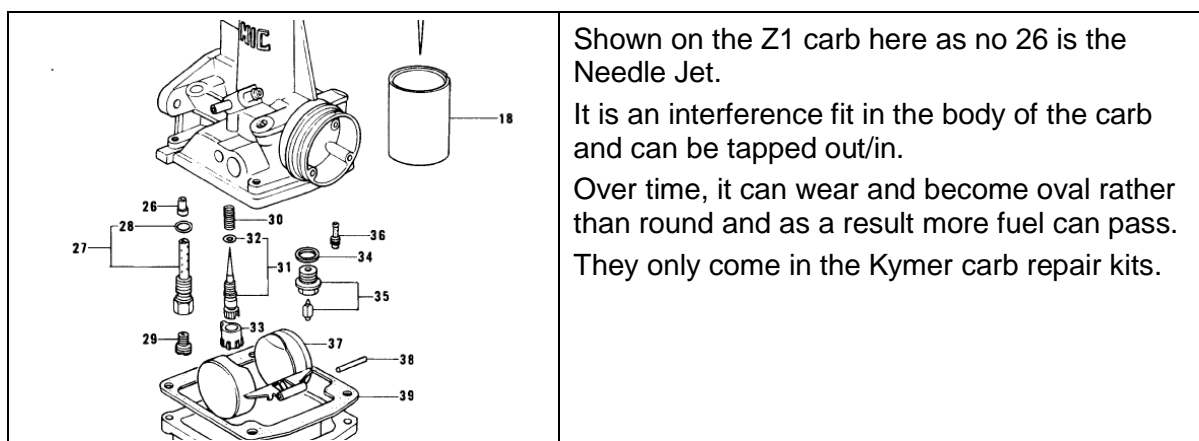 MIC
18
26
28
27
29
30
32
31
33
36
34
35
37
38
39
Shown on the Z1 carb here as no 26 is the
Needle Jet.
It is an interference fit in the body of the carb
and can be tapped out/in.
Over time, it can wear and become oval rather
than round and as a result more fuel can pass.
They only come in the Kymer carb repair kits.